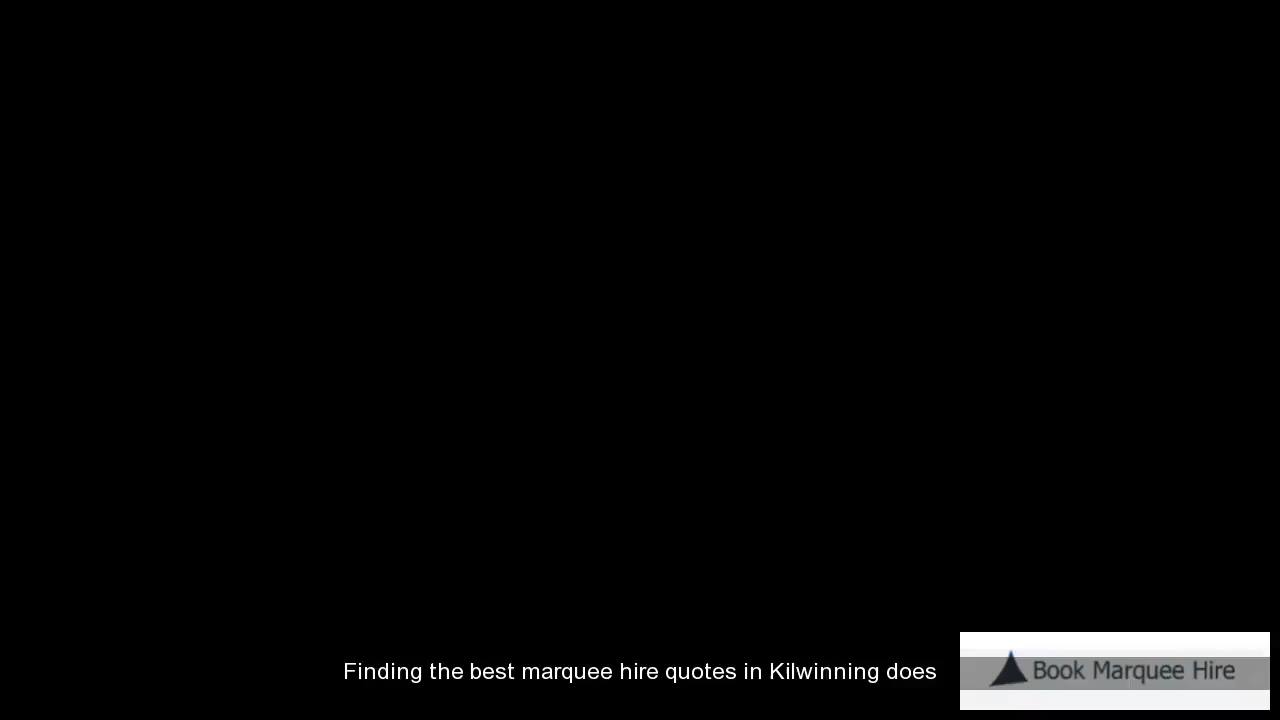 Finding the best marquee hire quotes in Kilwinning does
Book Marquee Hire